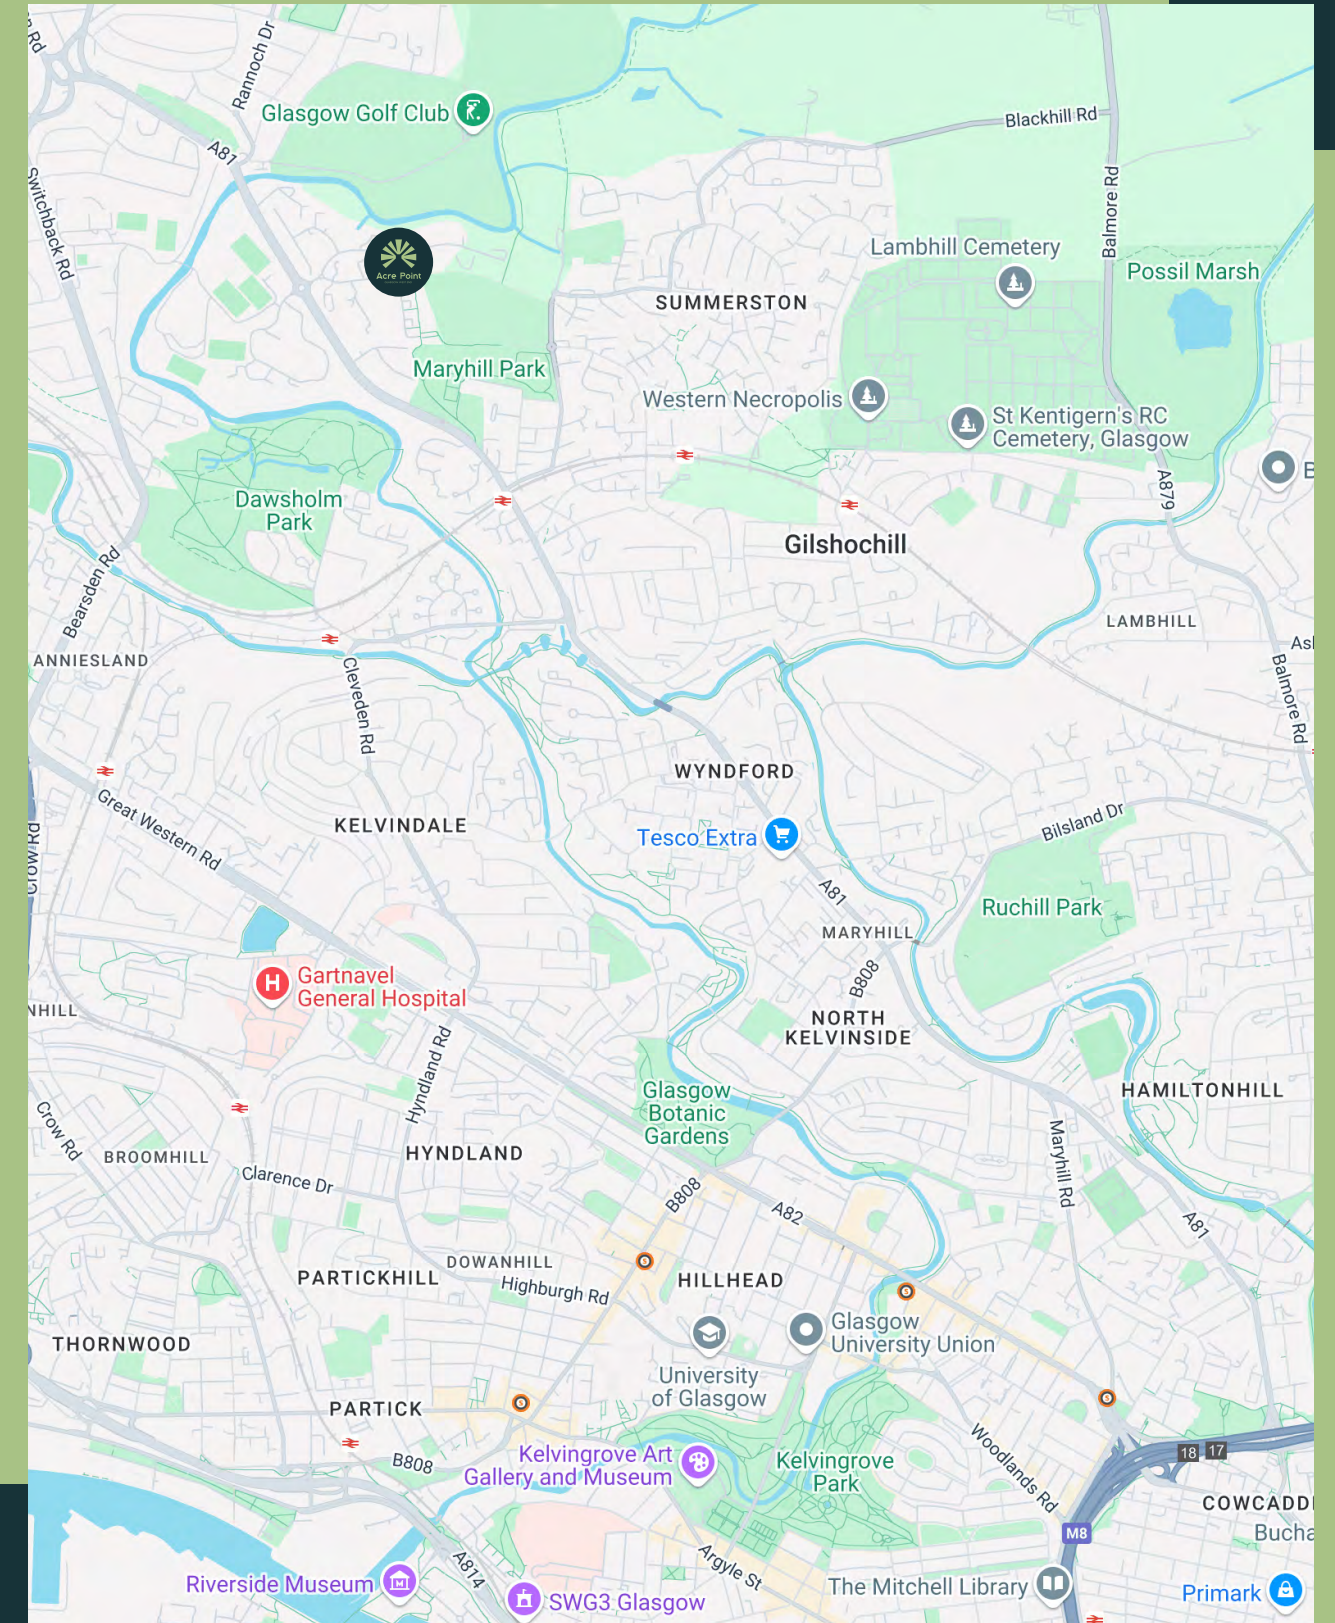 Rannoch Dr
Glasgow Golf Club
A81
Blackhill Rd
Balmore Rd
Switchback Rd
Acre Point
Lambhill Cemetery
Possil Marsh
SUMMERSTON
Maryhill Park
Western Necropolis
St Kentigern's RC
Cemetery, Glasgow
A879
Dawsholm
Park
Gilshochill
Bearsden Rd
LAMBHILL
ANNIESLAND
Cleveden Rd
Balmore Rd
WYNDFORD
Great Western Rd
KELVINDALE
Tesco Extra
Bilsland Dr
Crow Rd
A81
Ruchill Park
MARYHILL
B808
Gartnavel
General Hospital
NHILL
NORTH
KELVINSIDE
Hyndland Rd
Glasgow
Botanic
Gardens
HAMILTONHILL
Crow Rd
BROOMHILL
HYNDLAND
Maryhill Rd
Clarence Dr
B808
A82
A81
DOWANHILL
PARTICKHILL
Highburgh Rd
HILLHEAD
THORNWOOD
Glasgow
University Union
University
of Glasgow
PARTICK
B808
Kelvingrove Art
Gallery and Museum
Kelvingrove
Park
Woodlands Rd
18 17
COWCADD
M8
Bucha
A814
Argyle St
Riverside Museum
SWG3 Glasgow
The Mitchell Library
Primark